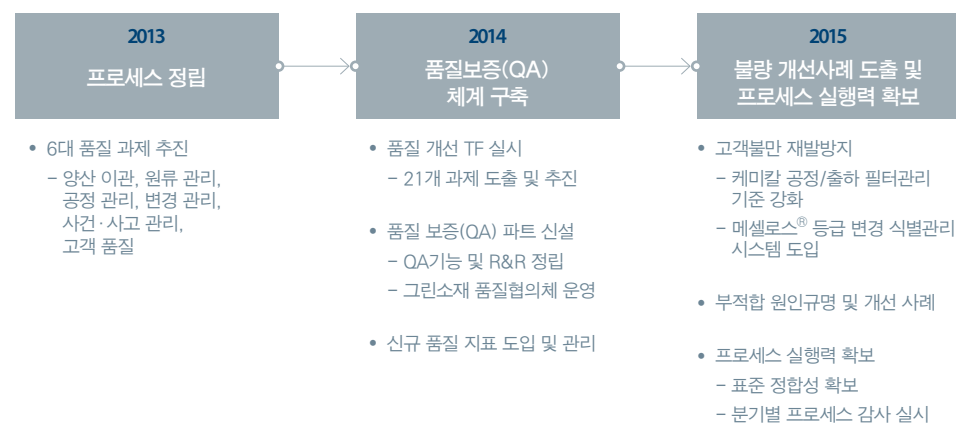 2013
프로세스 정립
• 6대 품질 과제 추진
– 양산 이관, 원류 관리,
공정 관리, 변경 관리,
사건·사고 관리,
고객 품질
2014
품질보증(QA)
체계 구축
• 품질 개선 TF 실시
– 21개 과제 도출 및 추진
• 품질 보증(QA) 파트 신설
– QA기능 및 R&R 정립
– 그린소재 품질협의체 운영
• 신규 품질 지표 도입 및 관리
2015
불량 개선사례 도출 및
프로세스 실행력 확보
• 고객불만 재발방지
– 케미칼 공정/출하 필터관리
기준 강화
– 메셀로스® 등급 변경 식별관리
시스템 도입
• 부적합 원인규명 및 개선 사례
• 프로세스 실행력 확보
– 표준 정합성 확보
– 분기별 프로세스 감사 실시